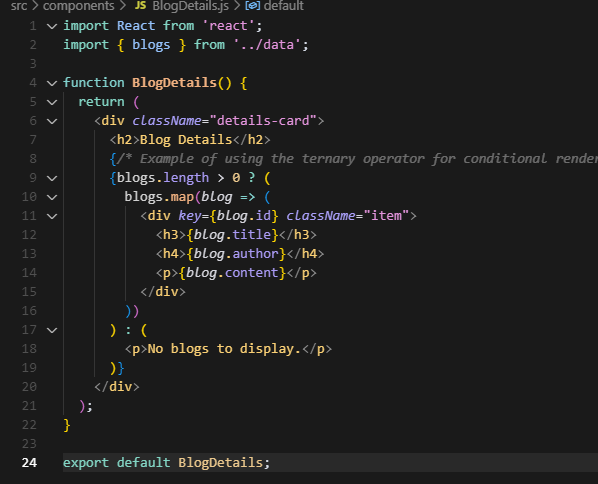 src > components > JS BlogDetails.js > default
1 import React from 'react';
2 import { blogs } from '../data';
3
4 function BlogDetails() {
5   return (
6     <div className="details-card">
7       <h2>Blog Details</h2>
8       {/* Example of using the ternary operator for conditional render
9       {blogs.length > 0 ? (
10         blogs.map(blog => (
11           <div key={blog.id} className="item">
12             <h3>{blog.title}</h3>
13             <h4>{blog.author}</h4>
14             <p>{blog.content}</p>
15           </div>
16         ))
17       ) : (
18         <p>No blogs to display.</p>
19       )}
20     </div>
21   );
22 }
23
24 export default BlogDetails;